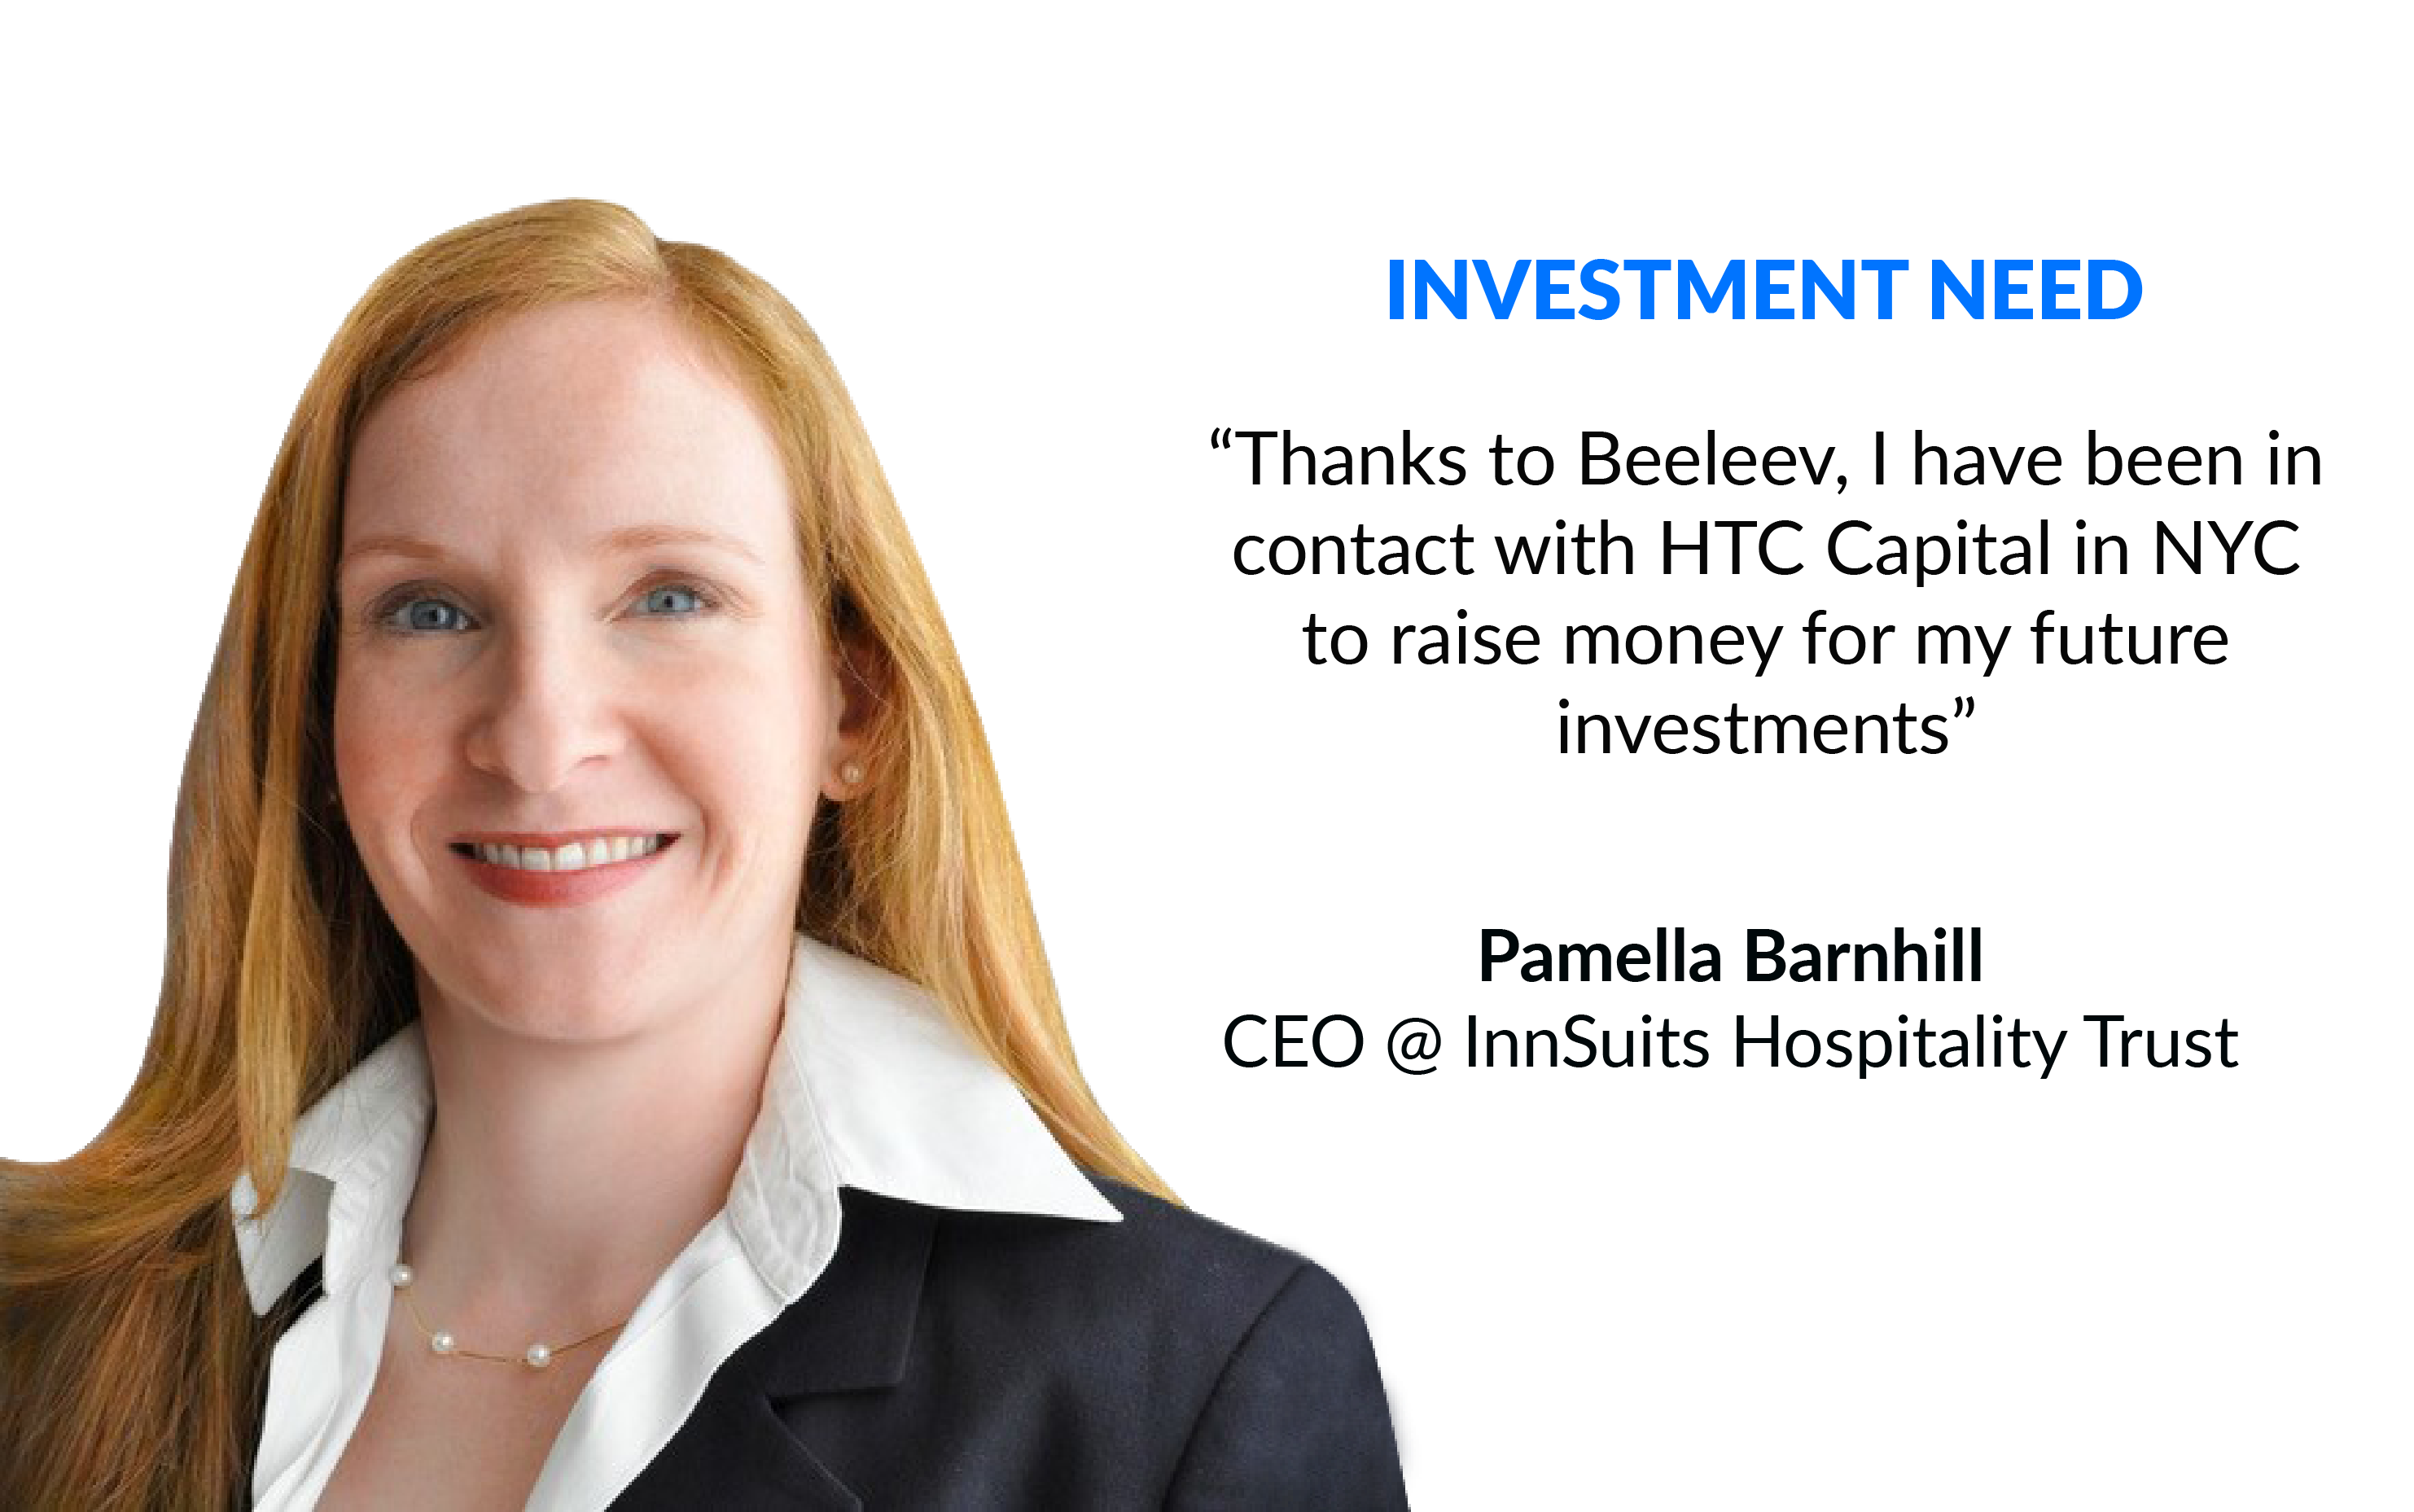 INVESTMENT NEED
“Thanks to Beeleev, I have been in
contact with HTC Capital in NYC
to raise money for my future
investments”
Pamella Barnhill
CEO @ InnSuits Hospitality Trust